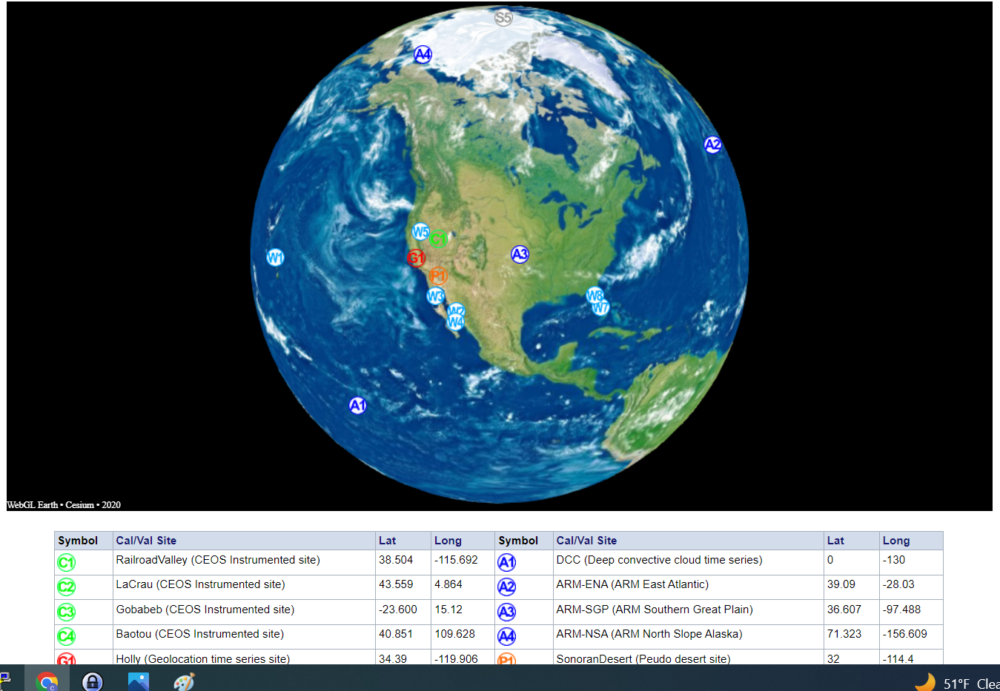 S5
A4
A2
W5
C1
W1
G1
A3
P1
W3
W8
W2
W7
W4
A1
WebGL Earth • Cesium • 2020
Symbol Cal/Val Site Lat Long Symbol Cal/Val Site Lat Long
C1 RailroadValley (CEOS Instrumented site) 38.504 -115.692 A1 DCC (Deep convective cloud time series) 0 -130
C2 LaCrau (CEOS Instrumented site) 43.559 4.864 A2 ARM-ENA (ARM East Atlantic) 39.09 -28.03
C3 Gobabeb (CEOS Instrumented site) -23.600 15.12 A3 ARM-SGP (ARM Southern Great Plain) 36.607 -97.488
C4 Baotou (CEOS Instrumented site) 40.851 109.628 A4 ARM-NSA (ARM North Slope Alaska) 71.323 -156.609
G1 Holly (Geolocation time series site) 34.39 -119.906 P1 SonoranDesert (Peudo desert site) 32 -114.4
C
51°F Clea